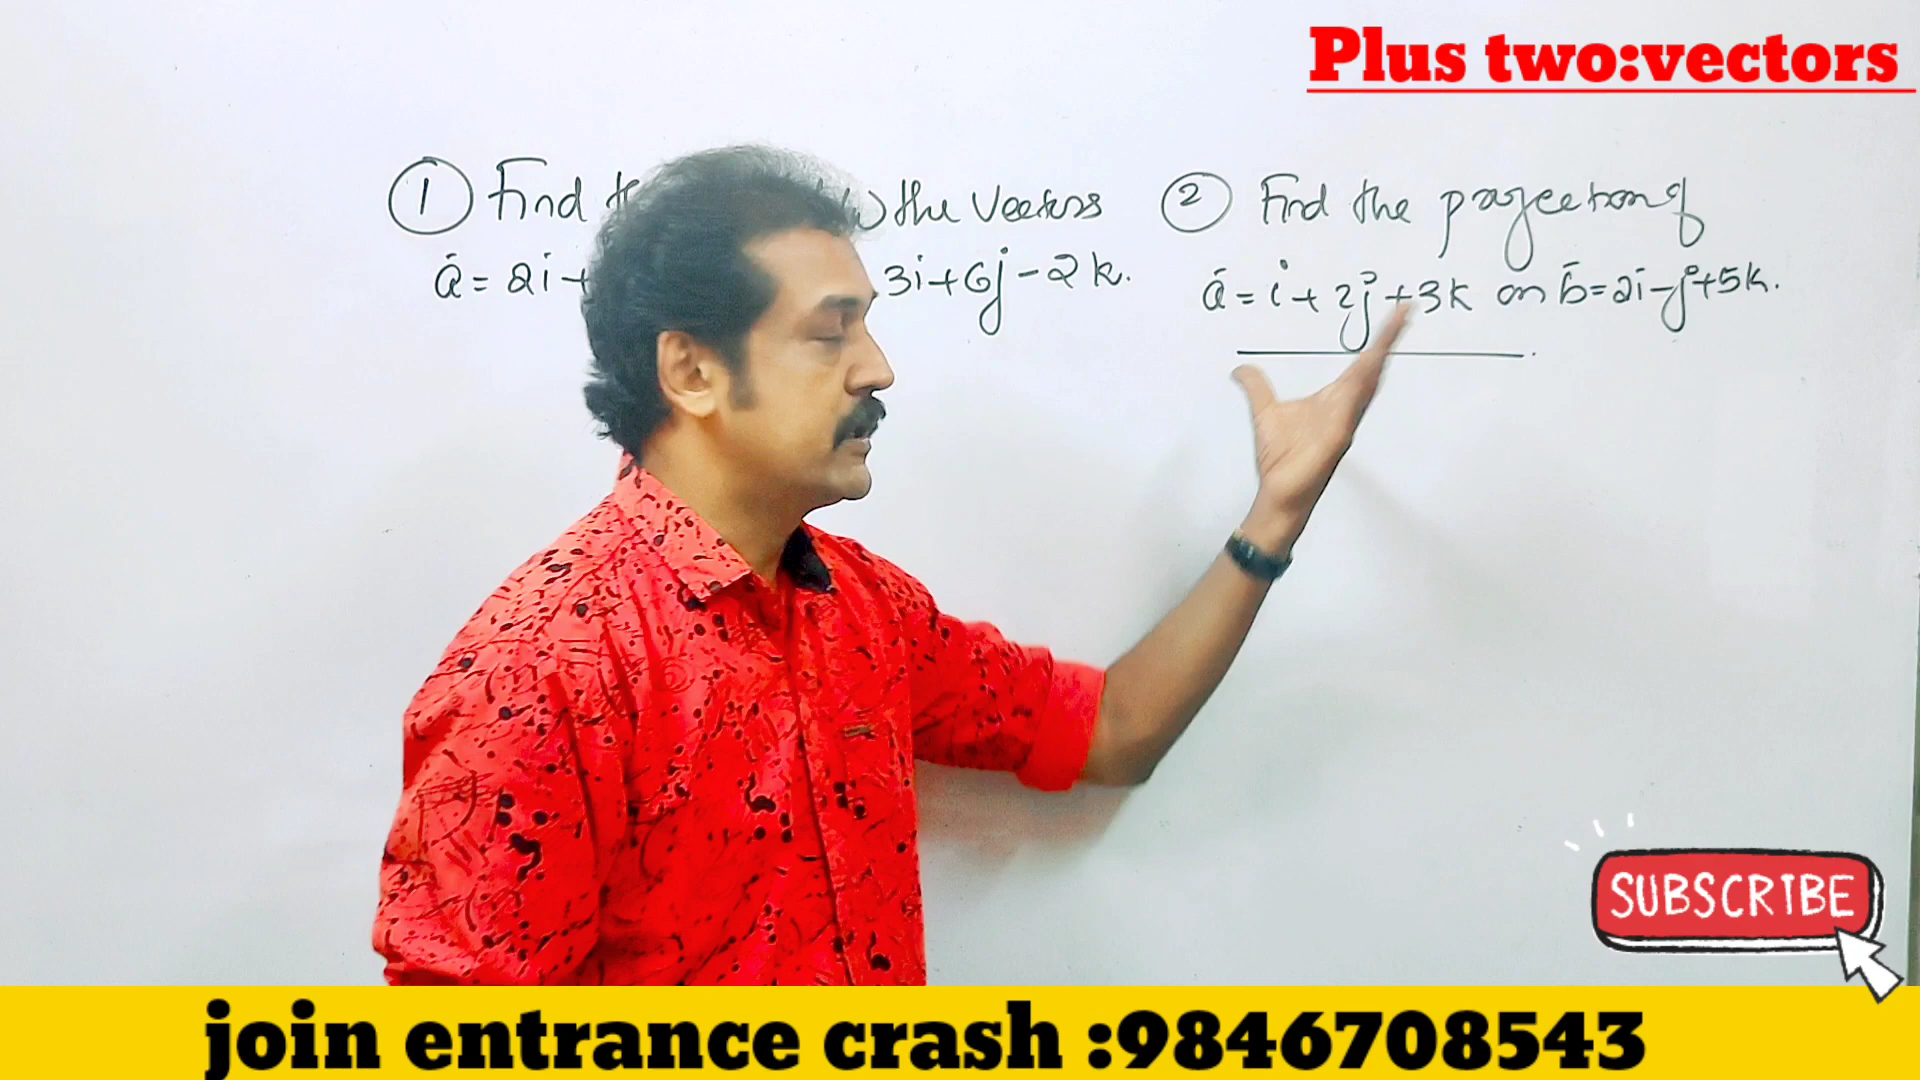 Plus two:vectors
① Find the vectors
ā = 2i + 3i + 6j - 2k.
② Find the projection of
ā = i + 2j + 3k on b̄ = 2i - j + 5k.
SUBSCRIBE
join entrance crash :9846708543